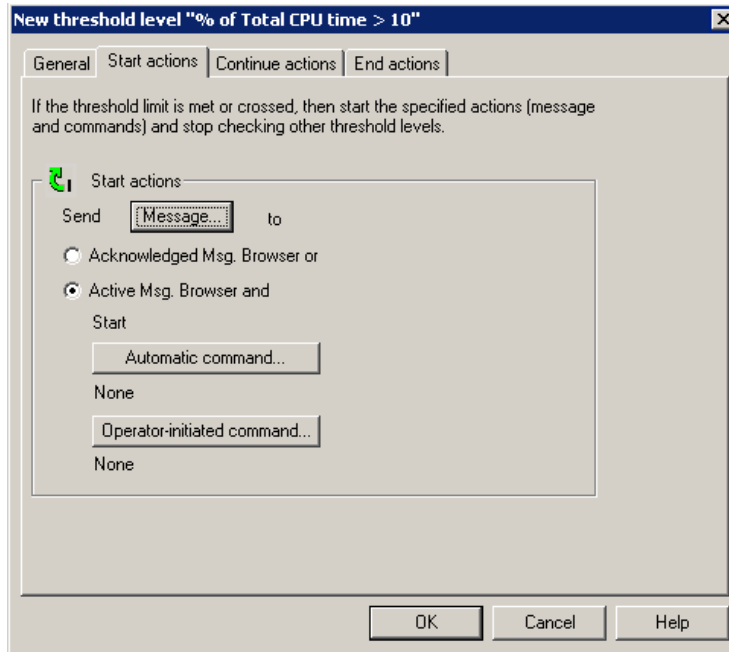 New threshold level "% of Total CPU time > 10"
General Start actions Continue actions End actions
If the threshold limit is met or crossed, then start the specified actions (message
and commands) and stop checking other threshold levels.
Start actions
Send Message... to
Acknowledged Msg. Browser or
Active Msg. Browser and
Start
Automatic command...
None
Operator-initiated command...
None
OK Cancel Help